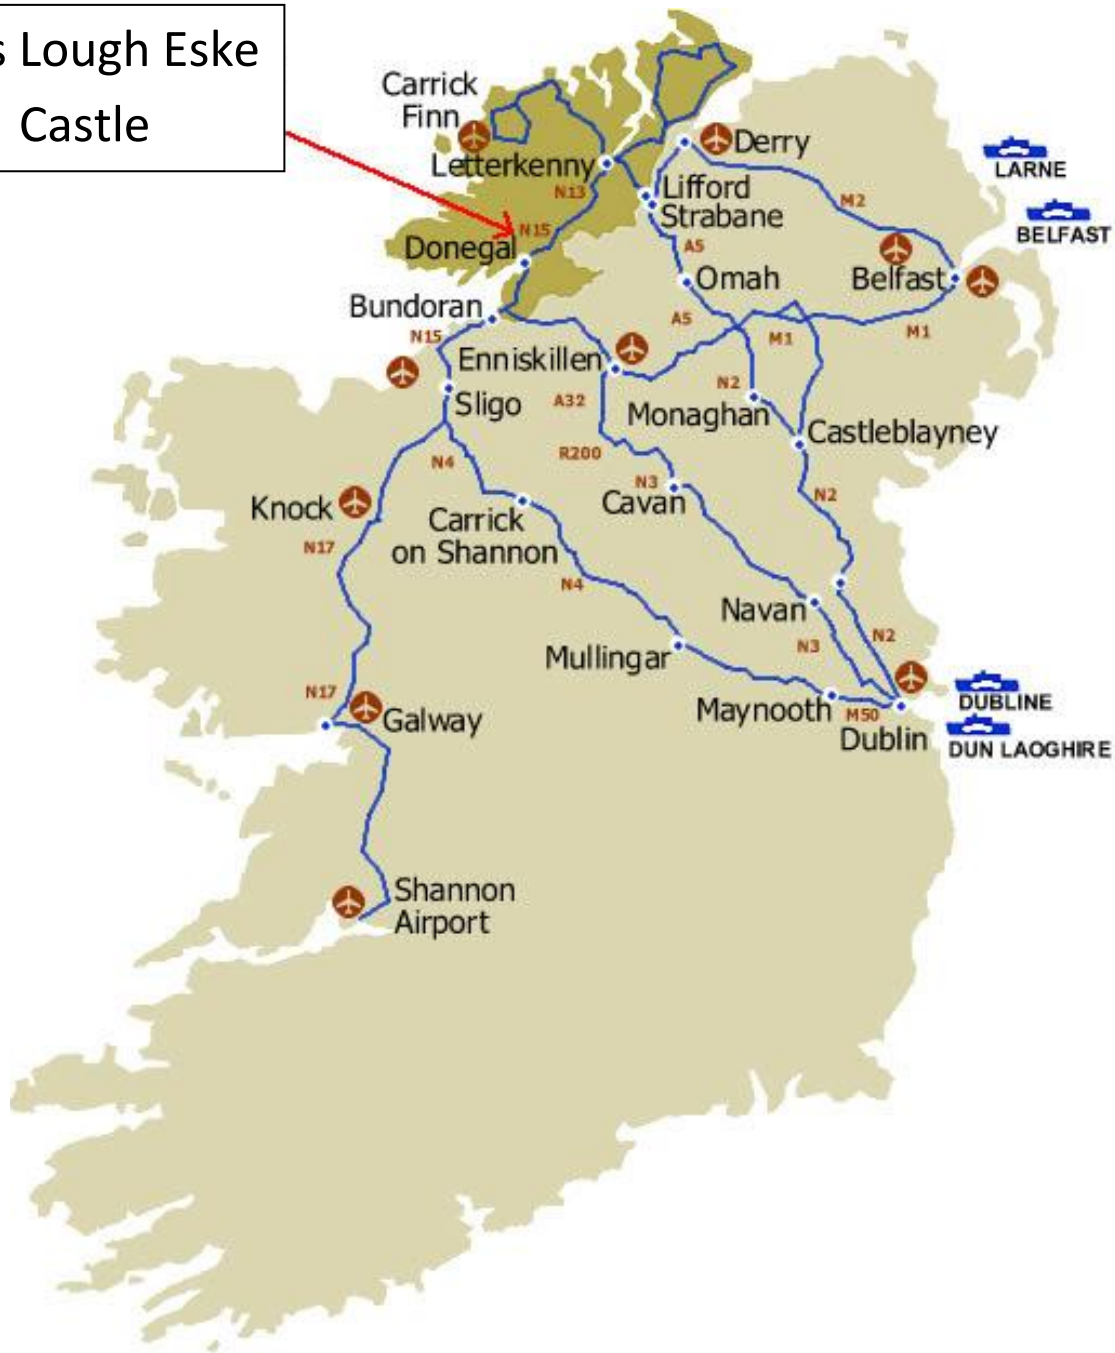 s Lough Eske
Castle
Carrick
Finn
Letterkenny
Derry
LARNE
N13
Lifford
Strabane
M2
BELFAST
N15
Donegal
A5
Omah
Belfast
Bundoran
A5
M1
M1
N15
Enniskillen
N2
Sligo
A32
Monaghan
Castleblayney
N4
R200
N3
Cavan
N2
Knock
Carrick
on Shannon
N17
N4
Navan
N2
N3
Mullingar
N17
Galway
Maynooth
M50
Dublin
DUBLINE
DUN LAOGHIRE
Shannon
Airport